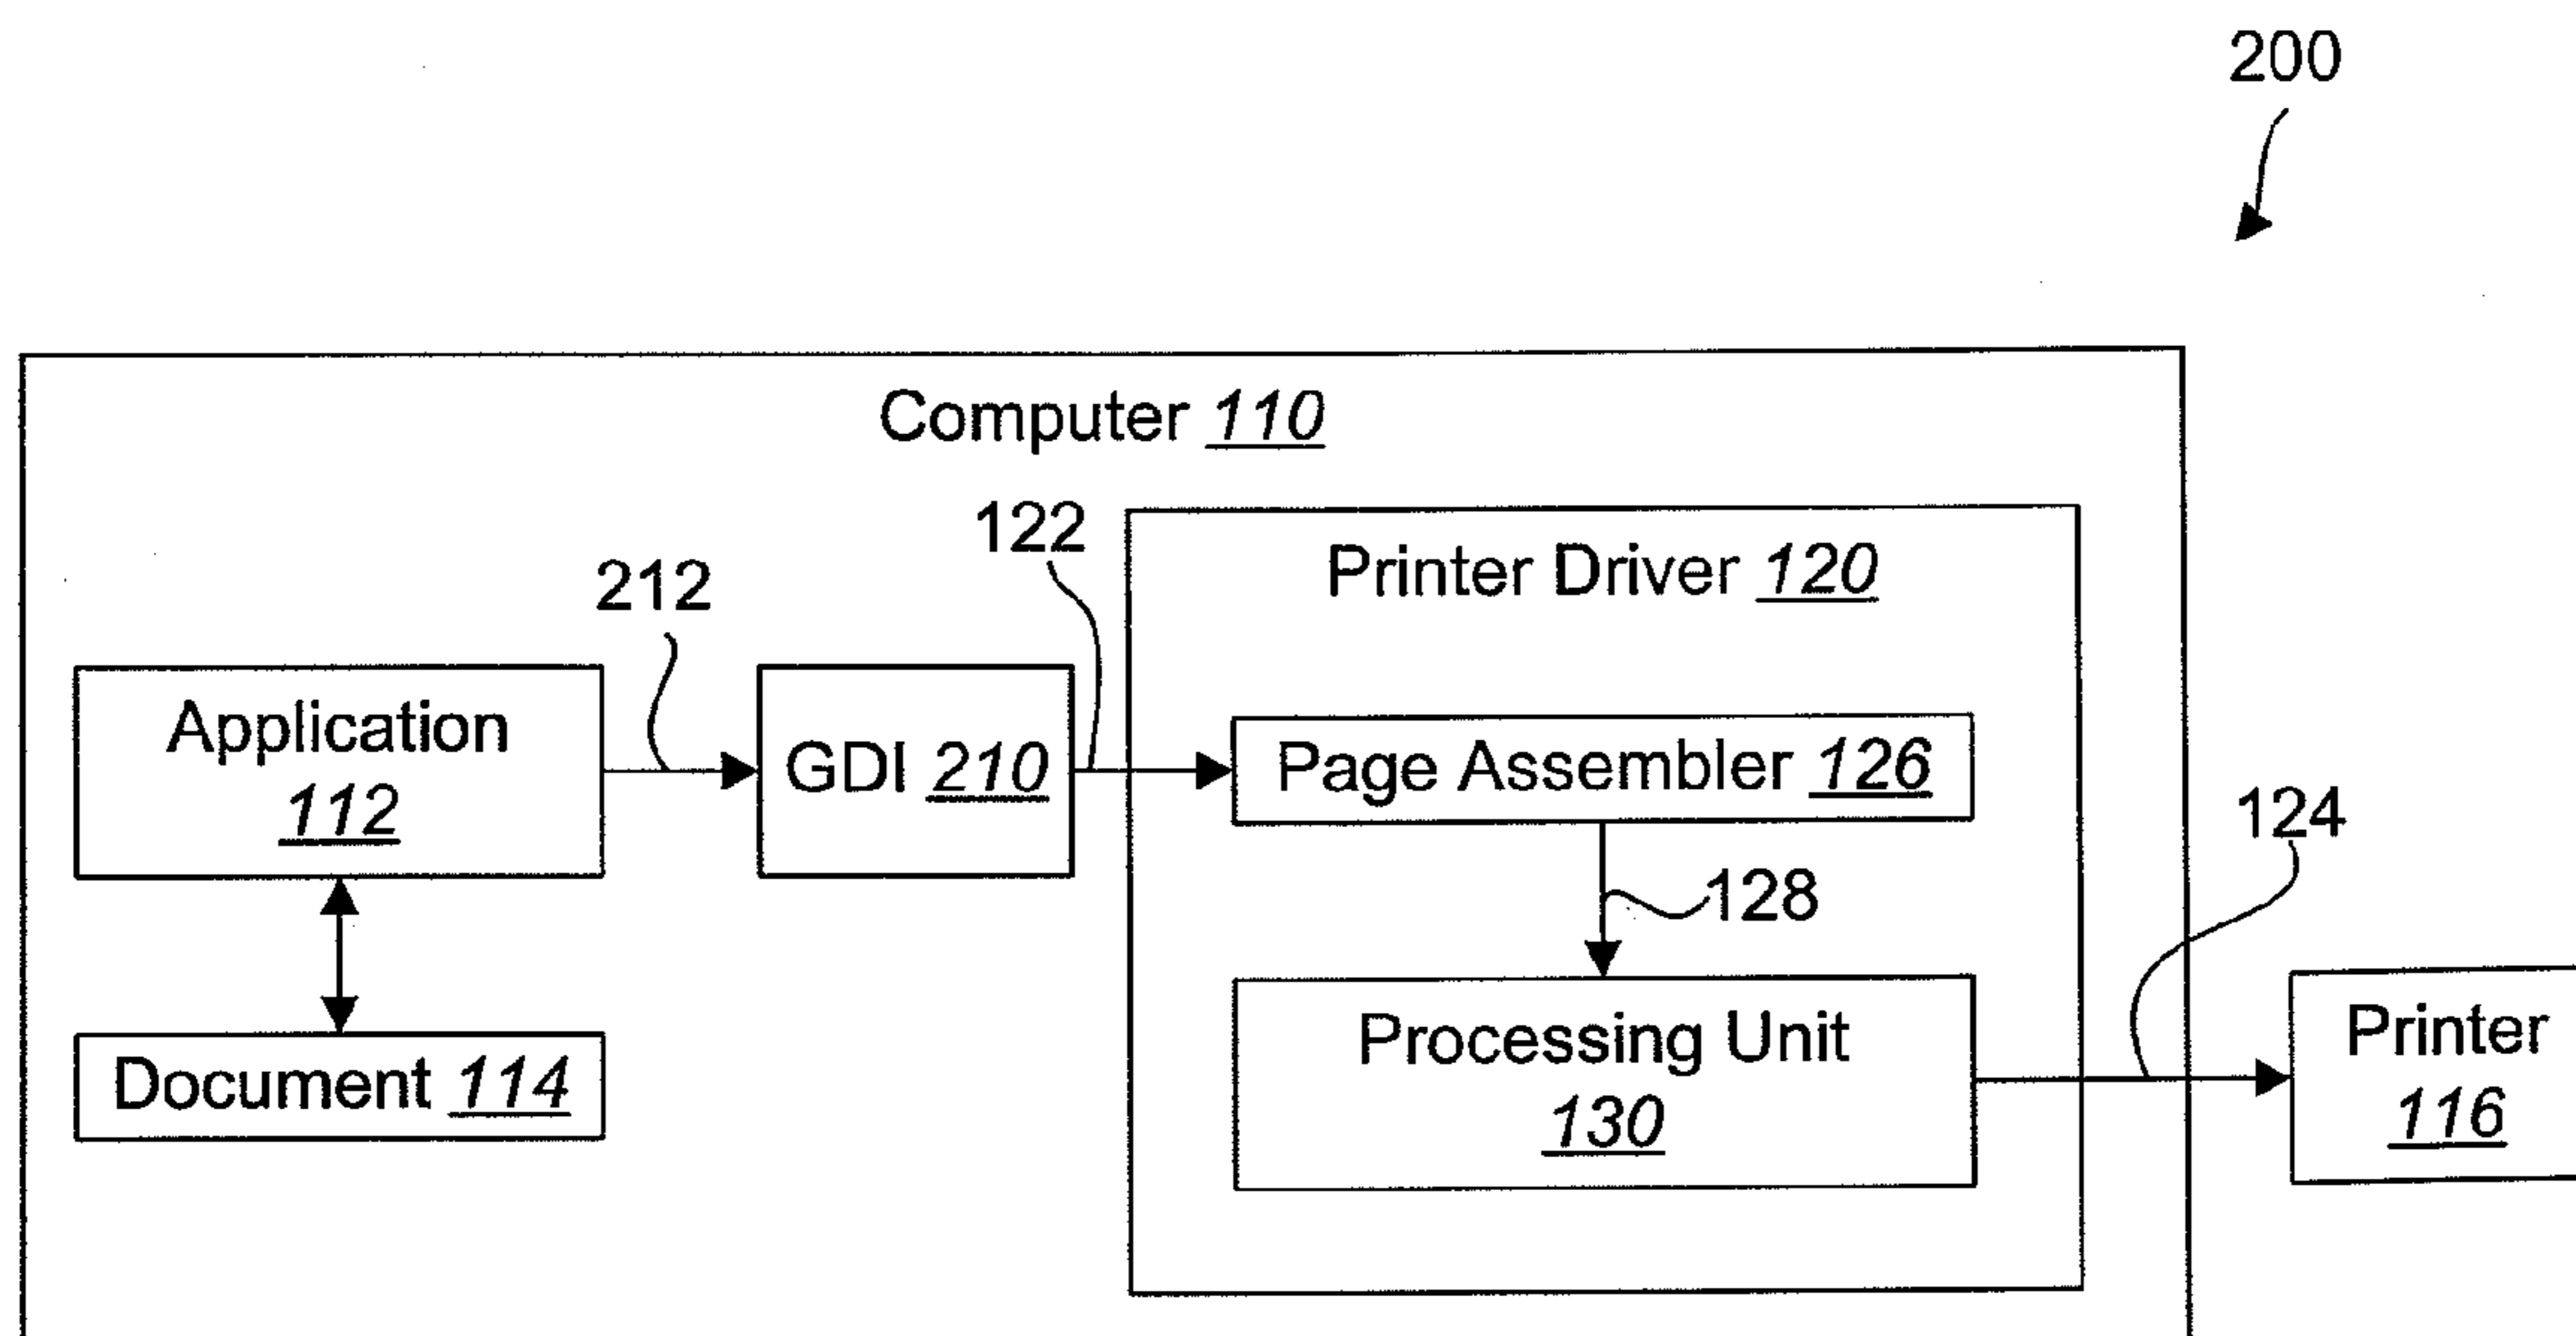 200
Computer 110
122
Printer Driver 120
212
Application
112
GDI 210
Page Assembler 126
124
128
Processing Unit
130
Printer
116
Document 114